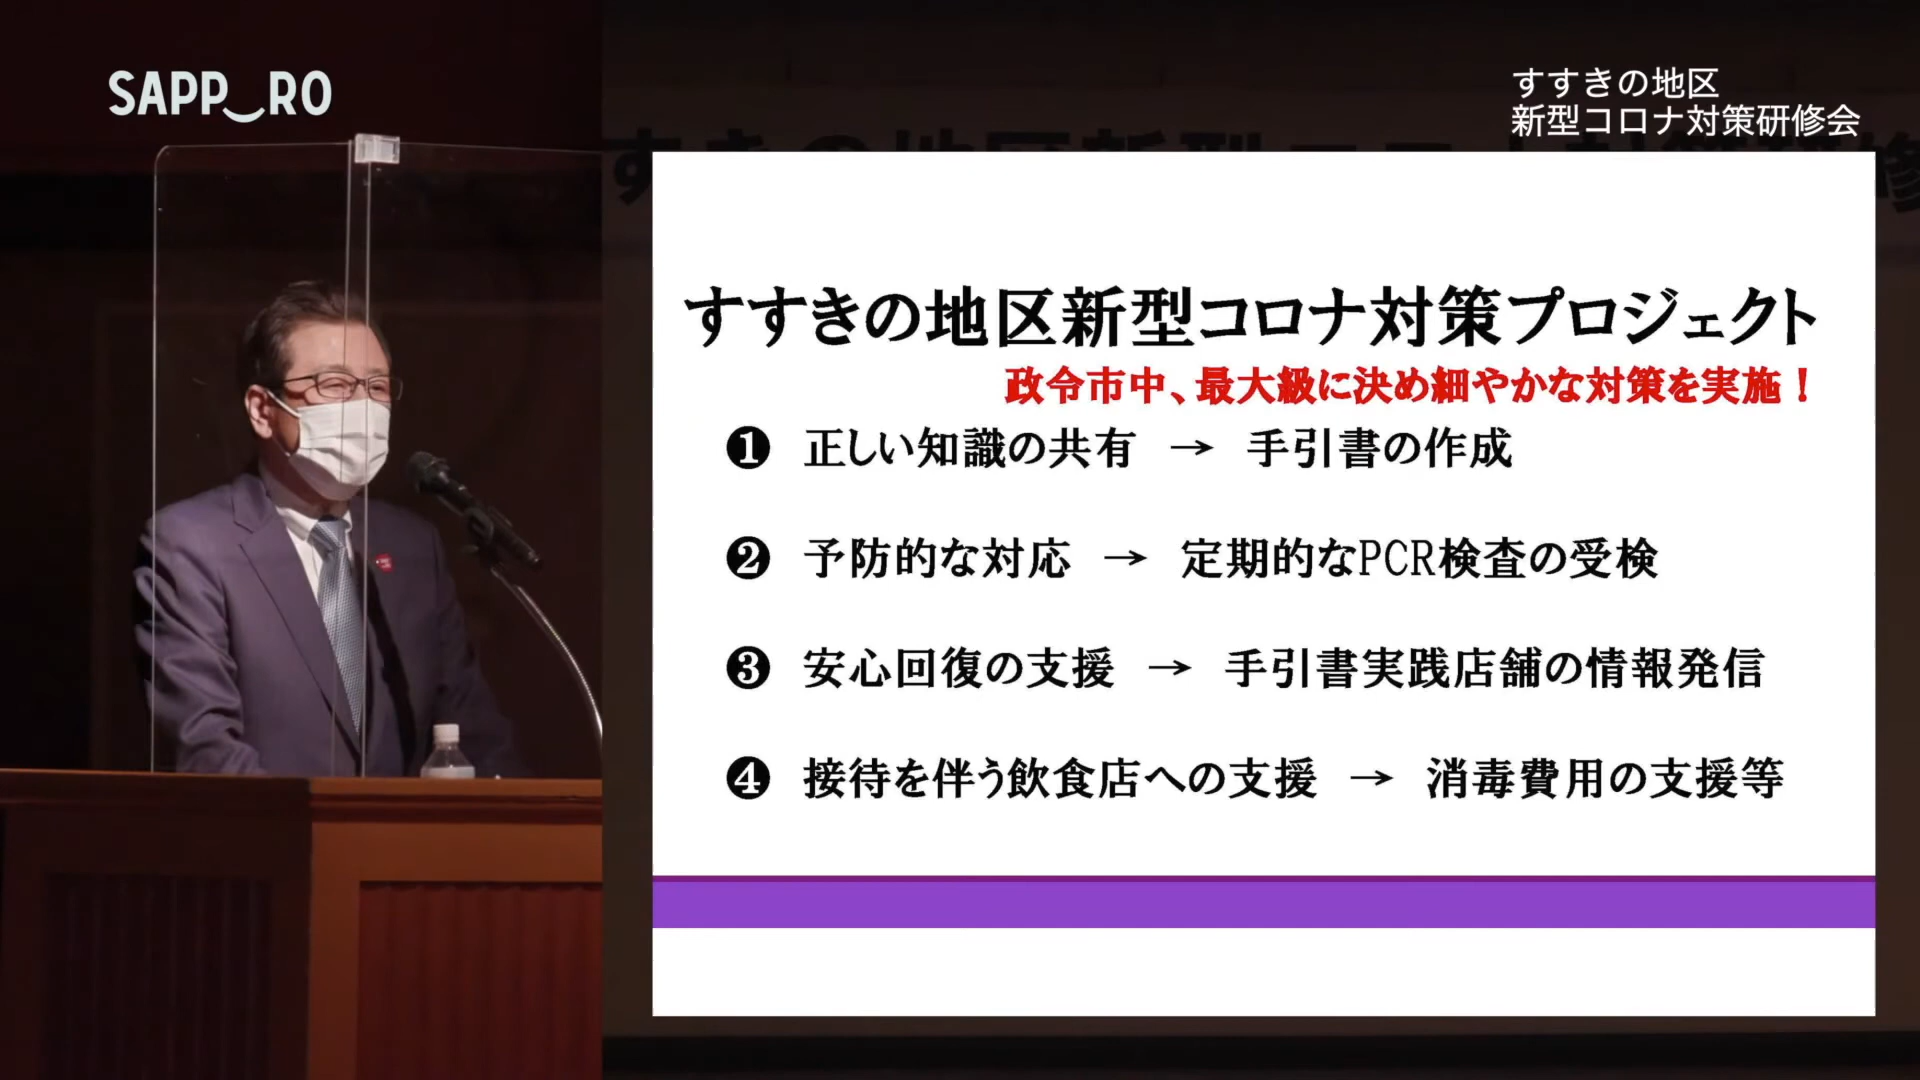 SAPP RO
すすきの地区
新型コロナ対策研修会
すすきの地区新型コロナ対策プロジェクト
政令市中、最大級に決め細やかな対策を実施！
❶ 正しい知識の共有 → 手引書の作成
❷ 予防的な対応 → 定期的なPCR検査の受検
❸ 安心回復の支援 → 手引書実践店舗の情報発信
❹ 接待を伴う飲食店への支援 → 消毒費用の支援等